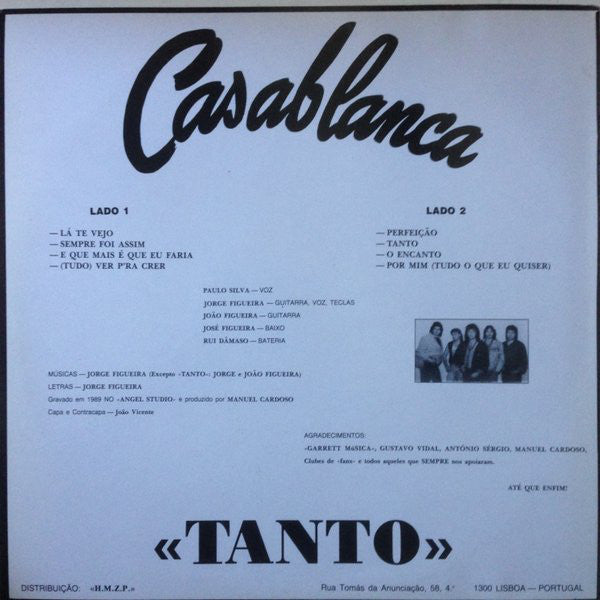 Casablanca
LADO 1
— LÁ TE VEJO
— SEMPRE FOI ASSIM
— E QUE MAIS É QUE EU FARIA
— (TUDO) VER P'RA CRER
LADO 2
— PERFEIÇÃO
— TANTO
— O ENCANTO
— POR MIM (TUDO O QUE EU QUISER)
PAULO SILVA — VOZ
JORGE FIGUEIRA — GUITARRA, VOZ, TECLAS
JOÃO FIGUEIRA — GUITARRA
JOSÉ FIGUEIRA — BAIXO
RUI DÂMASO — BATERIA
MÚSICAS — JORGE FIGUEIRA (Excepto «TANTO»: JORGE e JOÃO FIGUEIRA)
LETRAS — JORGE FIGUEIRA
Gravado em 1989 NO «ANGEL STUDIO» e produzido por MANUEL CARDOSO
Capa e Contracapa — João Vicente
AGRADECIMENTOS:
«GARRETT MúSICA», GUSTAVO VIDAL, ANTÓNIO SÉRGIO, MANUEL CARDOSO,
Clubes de «fans» e todos aqueles que SEMPRE nos apoiaram.
ATÉ QUE ENFIM!
«TANTO»
DISTRIBUIÇÃO: «H.M.Z.P.» Rua Tomás da Anunciação, 58, 4.º 1300 LISBOA — PORTUGAL